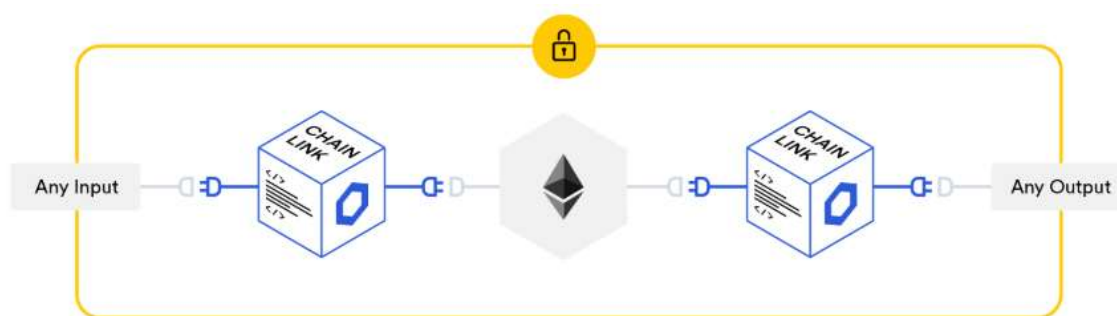 Any Input
CHAIN
LINK
</>
</>
CHAIN
LINK
</>
</>
Any Output